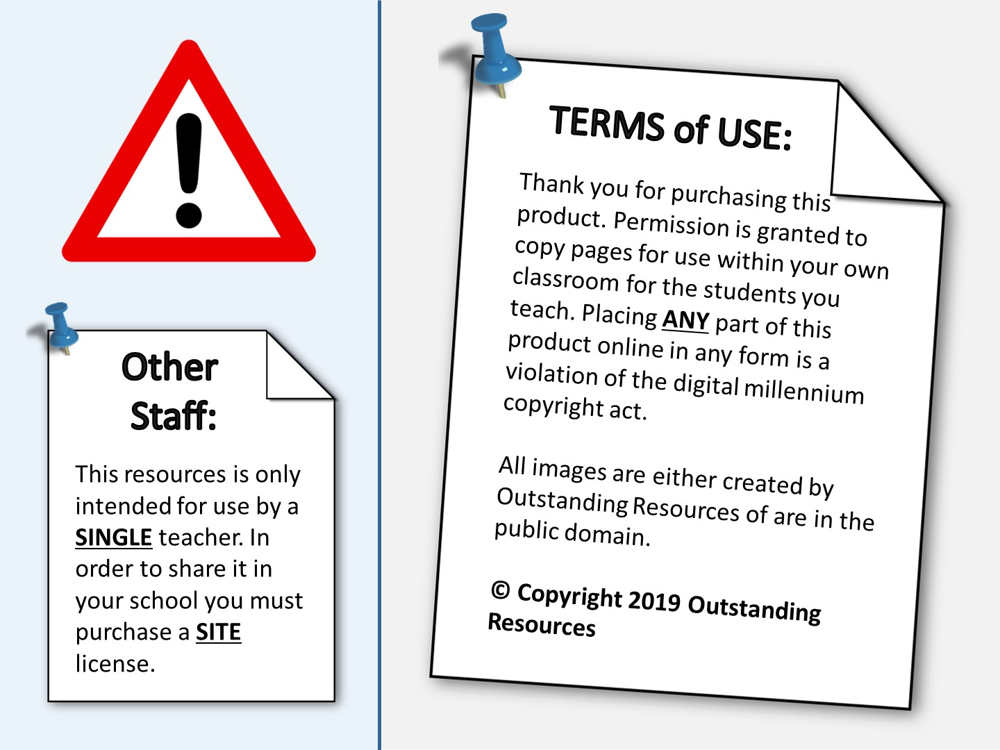 Other
Staff:
This resources is only
intended for use by a
SINGLE teacher. In
order to share it in
your school you must
purchase a SITE
license.
TERMS of USE:
Thank you for purchasing this
product. Permission is granted to
copy pages for use within your own
classroom for the students you
teach. Placing ANY part of this
product online in any form is a
violation of the digital millennium
copyright act.
All images are either created by
Outstanding Resources of are in the
public domain.
© Copyright 2019 Outstanding
Resources